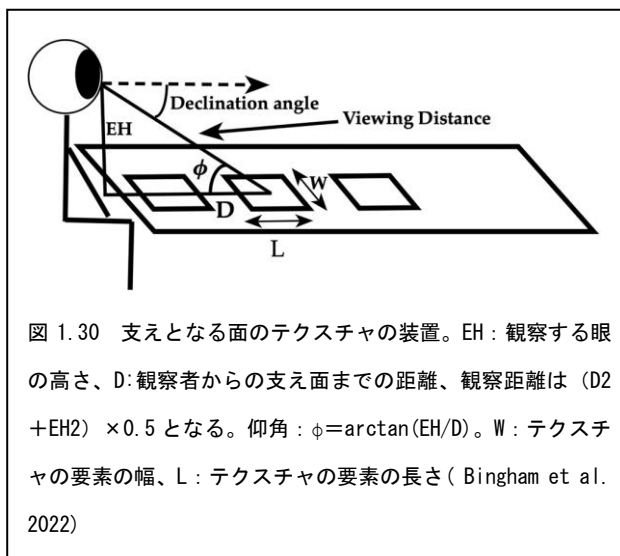 Declination angle
EH
Viewing Distance
ϕ
W
D
L
図 1.30　支えとなる面のテクスチャの装置。EH：観察する眼
の高さ、D:観察者からの支え面までの距離、観察距離は（D2
＋EH2）×0.5 となる。仰角：φ＝arctan(EH/D)。W：テクスチ
ャの要素の幅、L：テクスチャの要素の長さ( Bingham et al.
2022)